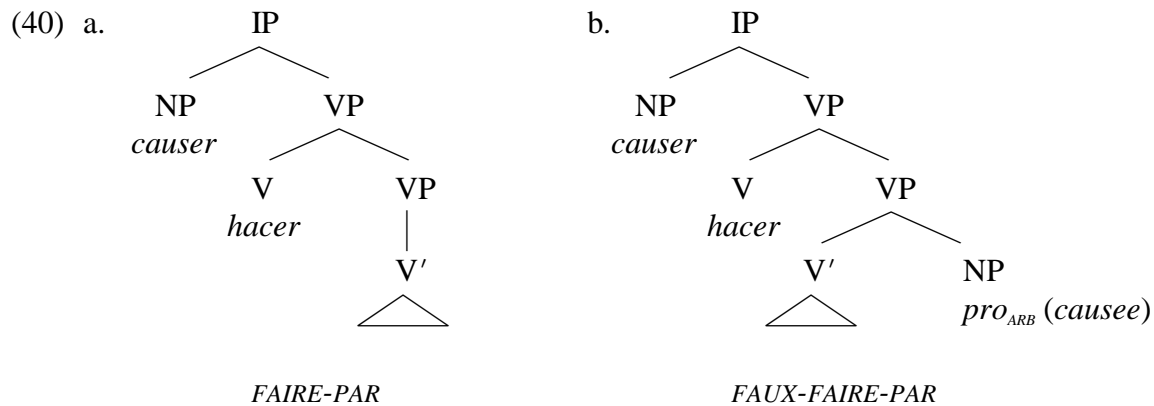 (40) a. IP b. IP
NP VP NP VP
causer causer
V VP V VP
hacer hacer
V′ V′ NP
pro_ARB (causee)
FAIRE-PAR FAUX-FAIRE-PAR